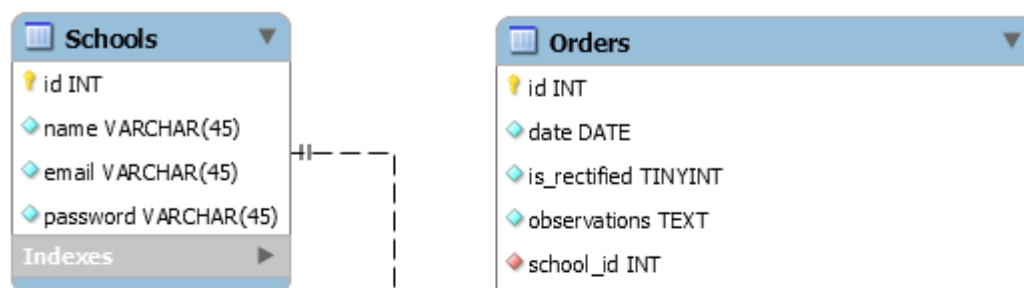 Schools
id INT
name VARCHAR(45)
email VARCHAR(45)
password VARCHAR(45)
Indexes
Orders
id INT
date DATE
is_rectified TINYINT
observations TEXT
school_id INT